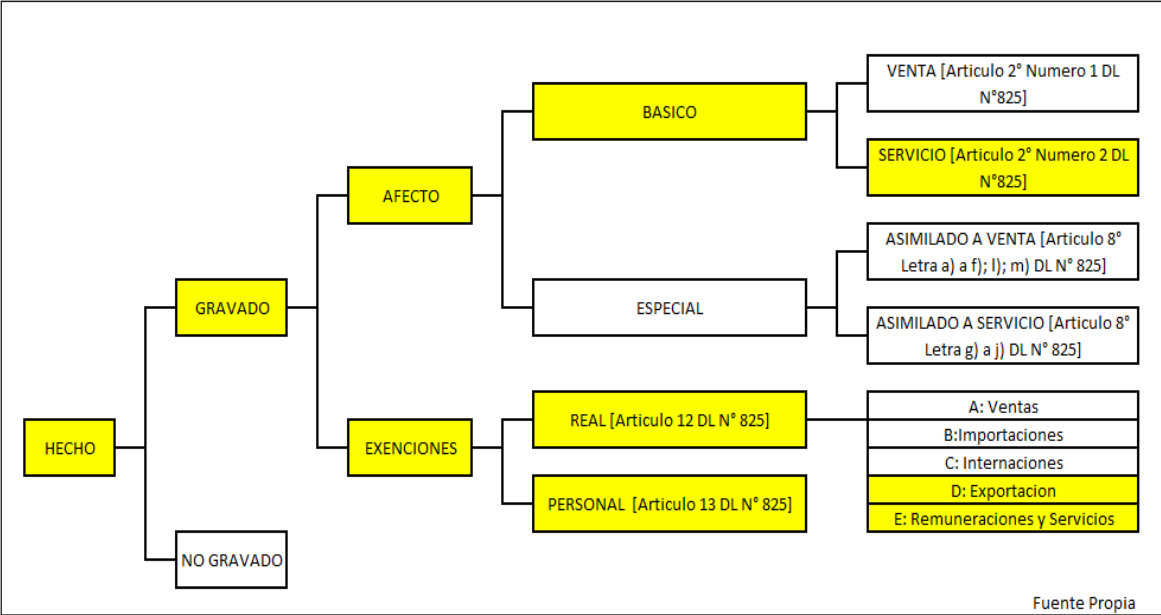 VENTA [Articulo 2° Numero 1 DL
N°825]
BASICO
SERVICIO [Articulo 2° Numero 2 DL
N°825]
AFECTO
ASIMILADO A VENTA [Articulo 8°
Letra a) a f); l); m) DL N° 825]
GRAVADO
ESPECIAL
ASIMILADO A SERVICIO [Articulo 8°
Letra g) a j) DL N° 825]
HECHO
EXENCIONES
REAL [Articulo 12 DL N° 825]
A: Ventas
B:Importaciones
C: Internaciones
D: Exportacion
E: Remuneraciones y Servicios
PERSONAL [Articulo 13 DL N° 825]
NO GRAVADO
Fuente Propia